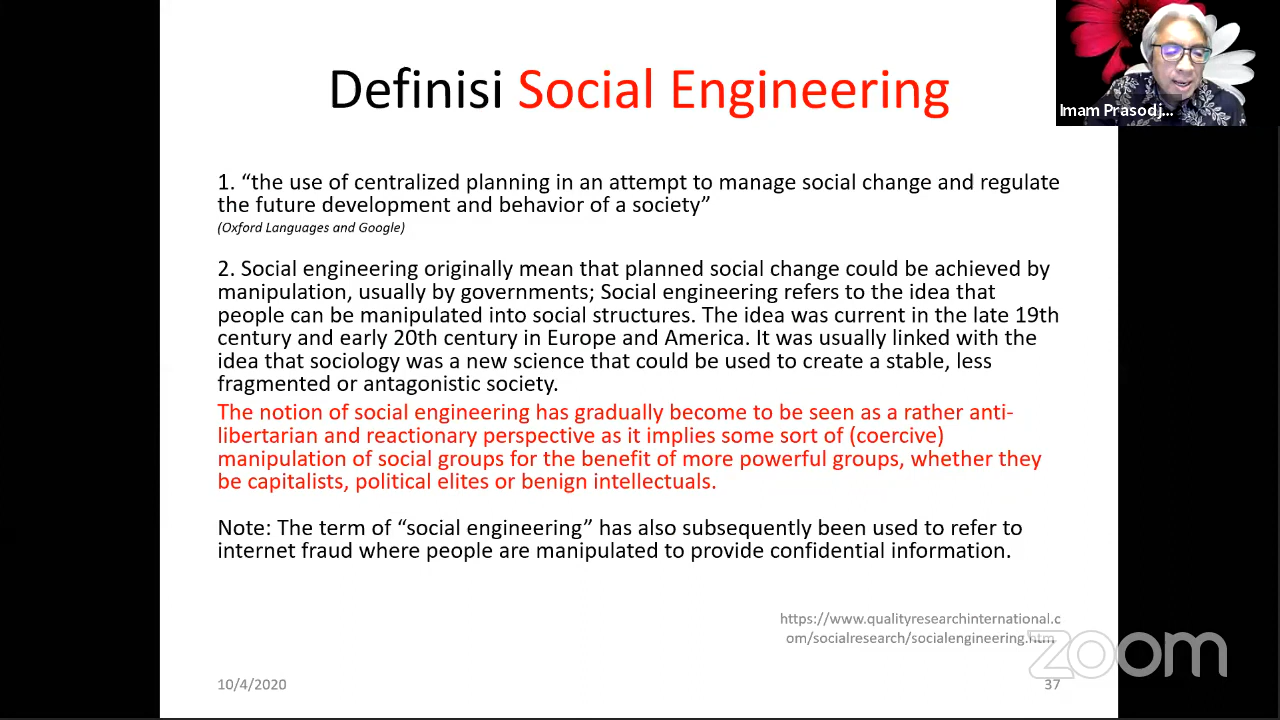 Definisi Social Engineering
Imam Prasodj...
1. “the use of centralized planning in an attempt to manage social change and regulate
the future development and behavior of a society”
(Oxford Languages and Google)
2. Social engineering originally mean that planned social change could be achieved by
manipulation, usually by governments; Social engineering refers to the idea that
people can be manipulated into social structures. The idea was current in the late 19th
century and early 20th century in Europe and America. It was usually linked with the
idea that sociology was a new science that could be used to create a stable, less
fragmented or antagonistic society.
The notion of social engineering has gradually become to be seen as a rather anti-
libertarian and reactionary perspective as it implies some sort of (coercive)
manipulation of social groups for the benefit of more powerful groups, whether they
be capitalists, political elites or benign intellectuals.
Note: The term of “social engineering” has also subsequently been used to refer to
internet fraud where people are manipulated to provide confidential information.
https://www.qualityresearchinternational.c
om/socialresearch/socialengineering.htm
zoom
10/4/2020
37